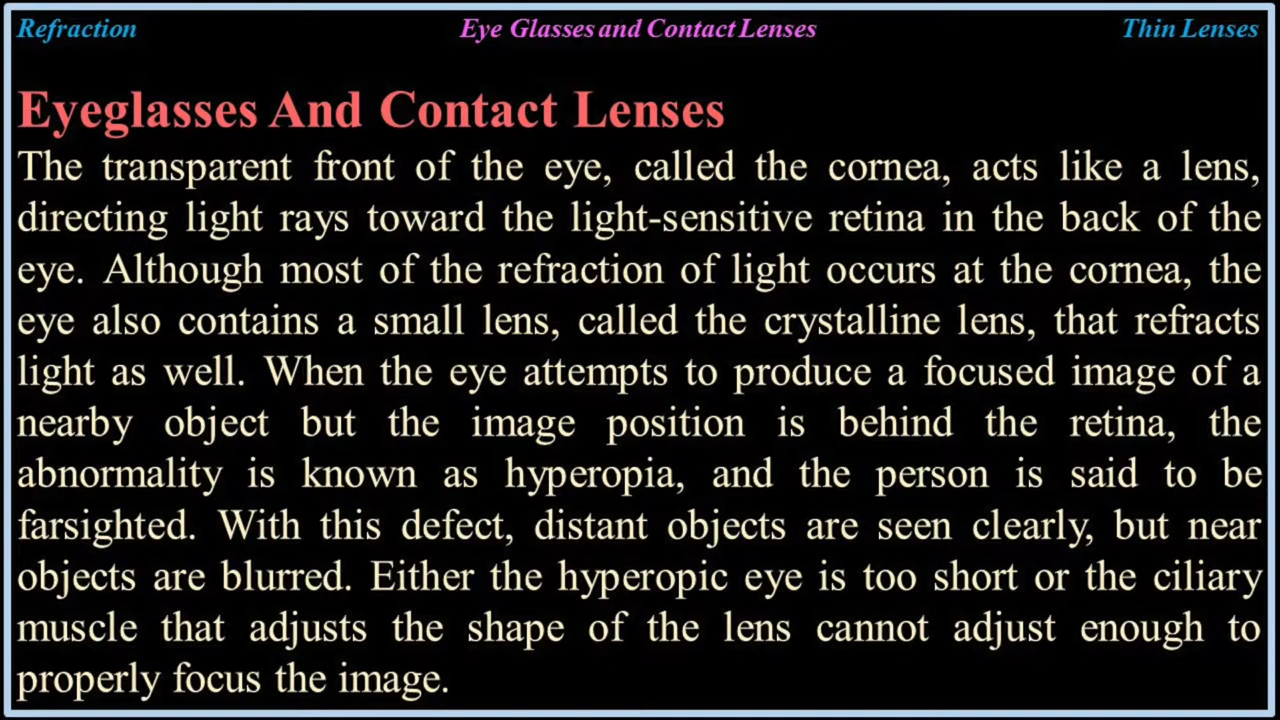 Refraction Eye Glasses and Contact Lenses Thin Lenses
Eyeglasses And Contact Lenses
The transparent front of the eye, called the cornea, acts like a lens,
directing light rays toward the light-sensitive retina in the back of the
eye. Although most of the refraction of light occurs at the cornea, the
eye also contains a small lens, called the crystalline lens, that refracts
light as well. When the eye attempts to produce a focused image of a
nearby object but the image position is behind the retina, the
abnormality is known as hyperopia, and the person is said to be
farsighted. With this defect, distant objects are seen clearly, but near
objects are blurred. Either the hyperopic eye is too short or the ciliary
muscle that adjusts the shape of the lens cannot adjust enough to
properly focus the image.